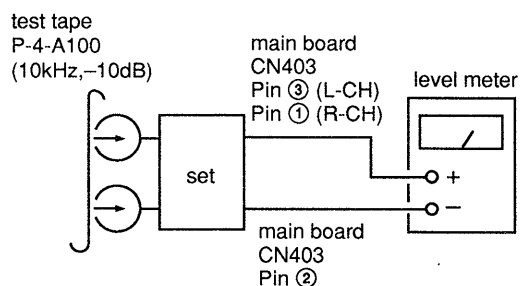 test tape
P-4-A100
(10kHz,–10dB)
main board
CN403
Pin ③ (L-CH)
Pin ① (R-CH)
level meter
set
+
–
main board
CN403
Pin ②